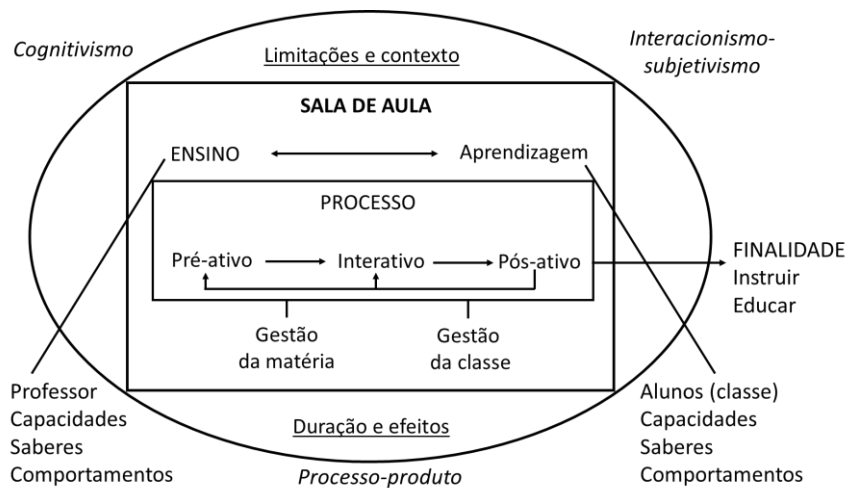 Cognitivismo
Limitações e contexto
Interacionismo-
subjetivismo
SALA DE AULA
ENSINO
Aprendizagem
PROCESSO
Pré-ativo
Interativo
Pós-ativo
FINALIDADE
Instruir
Educar
Gestão
da matéria
Gestão
da classe
Professor
Capacidades
Saberes
Comportamentos
Alunos (classe)
Capacidades
Saberes
Comportamentos
Duração e efeitos
Processo-produto